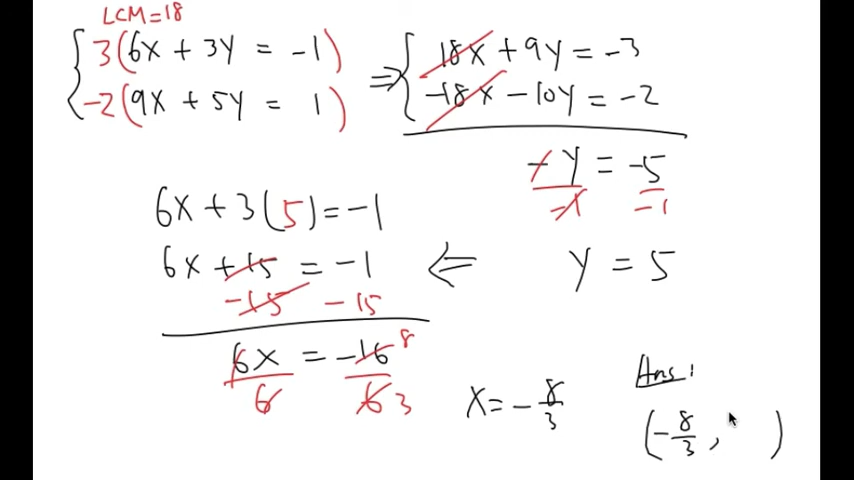 LCM=18
3(6x + 3y = -1)
-2(9x + 5y = 1)
⇒
18x + 9y = -3
-18x - 10y = -2
-y = -5
-1 -1
y = 5
⇐
6x + 3(5) = -1
6x + 15 = -1
-15 -15
6x = -16 8
6 6 3
x = -8/3
Ans:
(-8/3, )